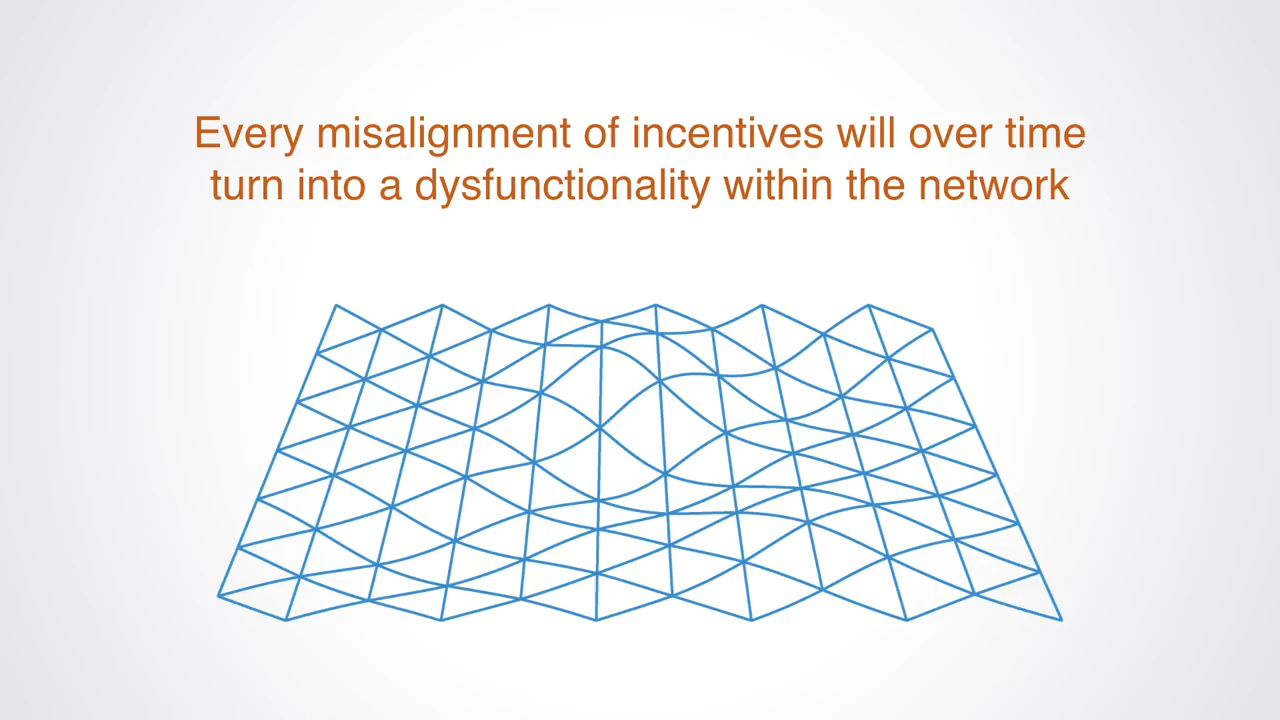 Every misalignment of incentives will over time
turn into a dysfunctionality within the network